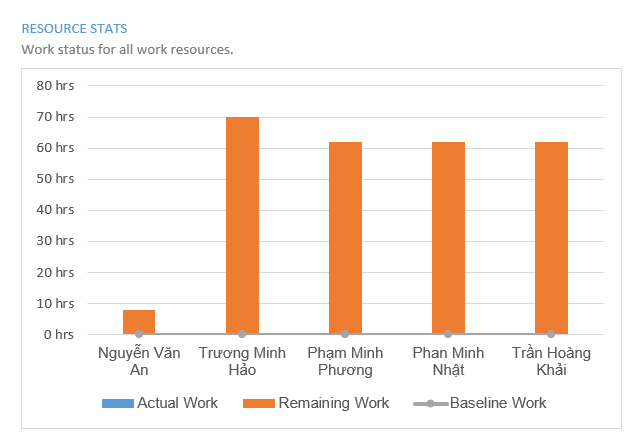 RESOURCE STATS
Work status for all work resources.
80 hrs
70 hrs
60 hrs
50 hrs
40 hrs
30 hrs
20 hrs
10 hrs
0 hrs
Nguyễn Văn
An
Trương Minh
Hảo
Phạm Minh
Phương
Phan Minh
Nhật
Trần Hoàng
Khải
Actual Work
Remaining Work
Baseline Work